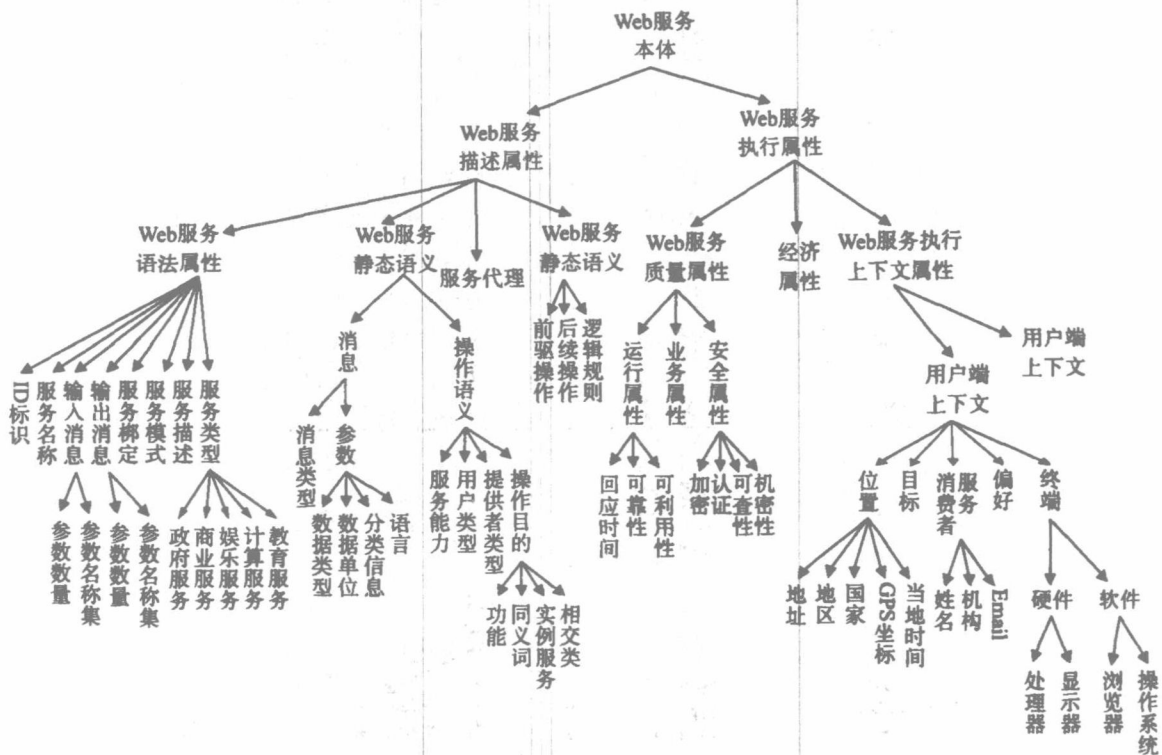 Web服务
本体
Web服务
描述属性
Web服务
执行属性
Web服务
语法属性
Web服务
静态语义
服务代理
Web服务
静态语义
Web服务
质量属性
经济
属性
Web服务执行
上下文属性
消息
操作语义
前驱操作
后续操作
逻辑规则
运行属性
业务属性
安全属性
用户端
上下文
用户端
上下文
ID标识
服务名称
输入消息
输出消息
服务梆定
服务模式
服务描述
服务类型
消息类型
参数
服务能力
用户类型
提供者类型
操作目的
回应时间
可靠性
可利用性
加密
认证
可查性
机密性
位置
目标
服务
消费者
偏好
终端
参数数量
参数名称集
参数数量
参数名称集
政府服务
商业服务
娱乐服务
计算服务
教育服务
数据类型
数据单位
分类信息
语言
功能
同义词
实例服务
相交类
地址
地区
国家
GPS坐标
当地时间
姓名
机构
Email
硬件
软件
处理器
显示器
浏览器
操作系统